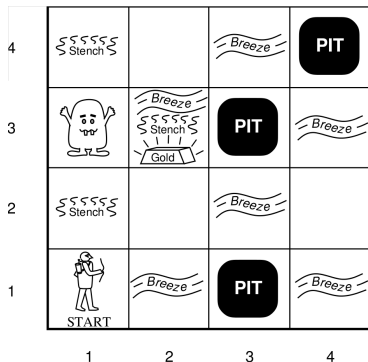 4
Stench
Breeze
PIT
3
Breeze
Stench
Gold
PIT
Breeze
2
Stench
Breeze
1
START
Breeze
PIT
Breeze
1 2 3 4